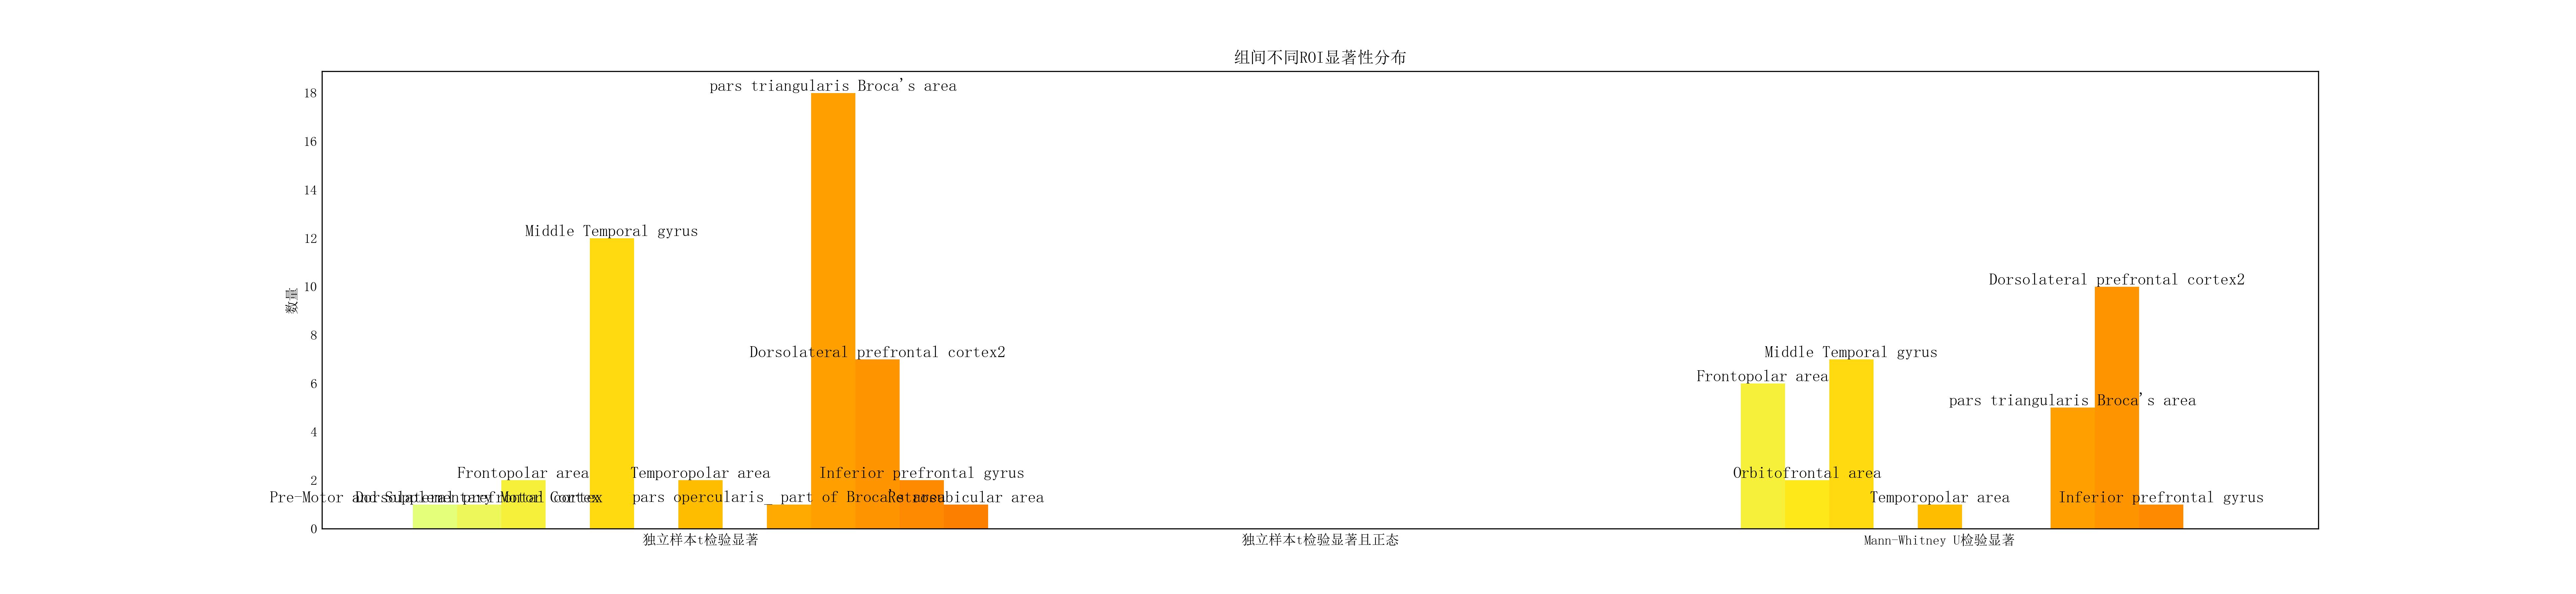 组间不同ROI显著性分布
数量
18
16
14
12
10
8
6
4
2
0
pars triangularis Broca's area
Middle Temporal gyrus
Dorsolateral prefrontal cortex2
Frontopolar area
Temporopolar area
Inferior prefrontal gyrus
Pre-Motor and Supplementary Motor Cortex
pars opercularis_ part of Broca's area
Retrosubicular area
Dorsolateral prefrontal cortex2
Middle Temporal gyrus
Frontopolar area
pars triangularis Broca's area
Orbitofrontal area
Temporopolar area
Inferior prefrontal gyrus
独立样本t检验显著
独立样本t检验显著且正态
Mann-Whitney U检验显著